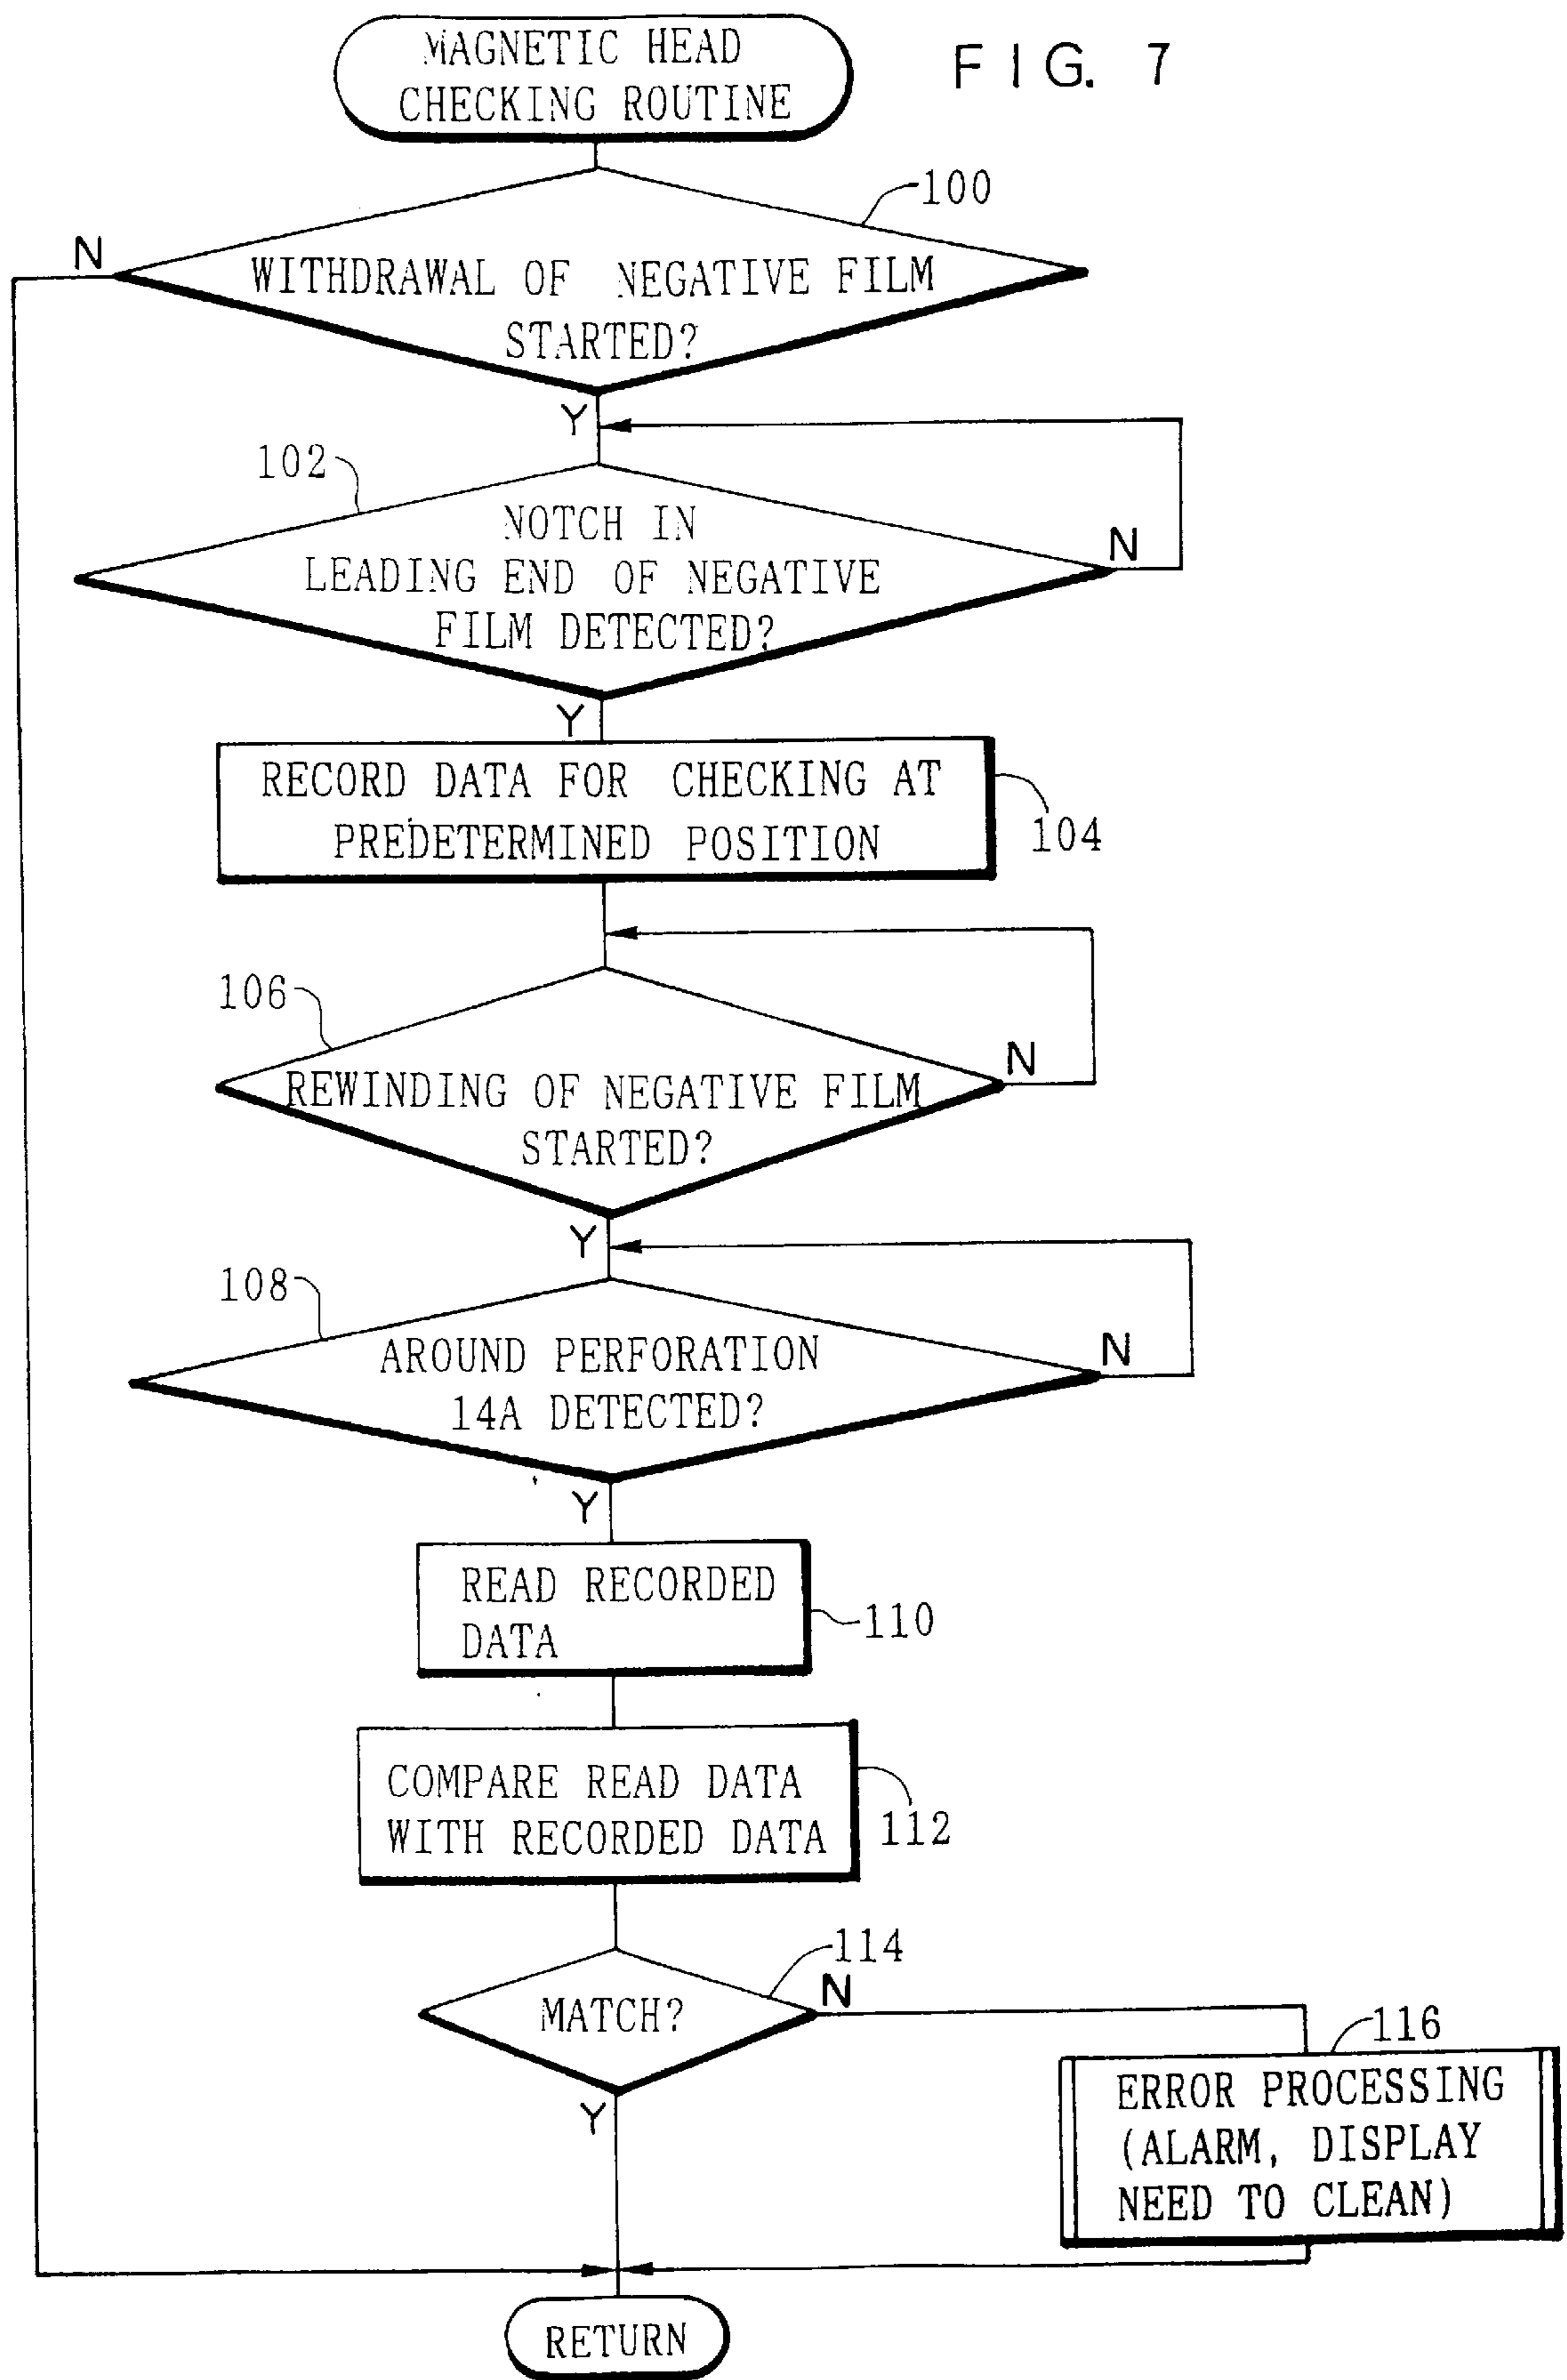 MAGNETIC HEAD
CHECKING ROUTINE
FIG. 7
100
N
WITHDRAWAL OF NEGATIVE FILM
STARTED?
Y
102
NOTCH IN
LEADING END OF NEGATIVE
FILM DETECTED?
N
Y
RECORD DATA FOR CHECKING AT
PREDETERMINED POSITION
104
106
REWINDING OF NEGATIVE FILM
STARTED?
N
Y
108
AROUND PERFORATION
14A DETECTED?
N
Y
READ RECORDED
DATA
110
COMPARE READ DATA
WITH RECORDED DATA
112
114
MATCH?
N
Y
116
ERROR PROCESSING
(ALARM, DISPLAY
NEED TO CLEAN)
RETURN